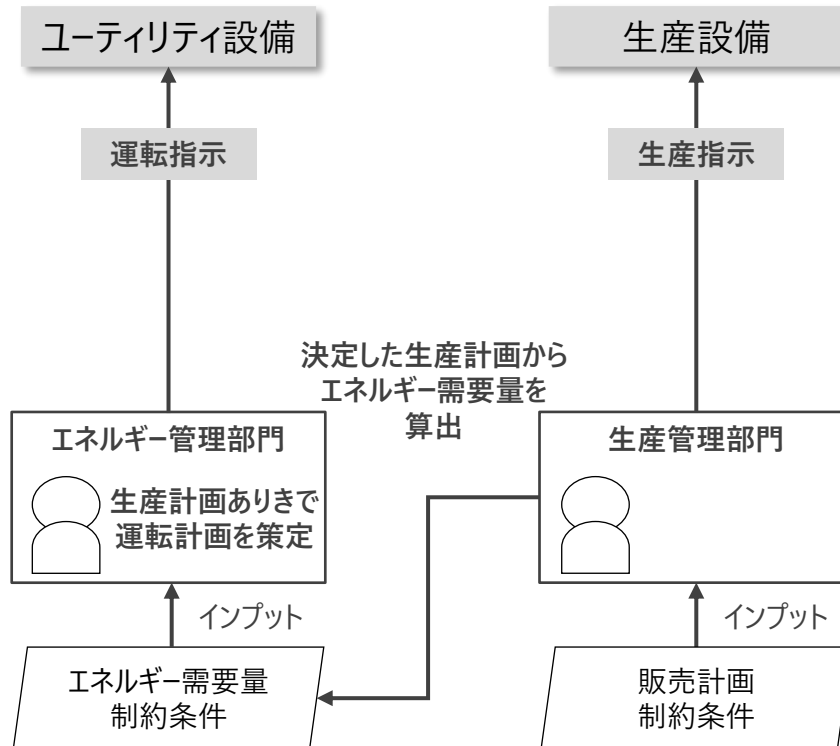 ユーティリティ設備
生産設備
運転指示
生産指示
決定した生産計画から
エネルギー需要量を
算出
エネルギー管理部門
生産計画ありきで
運転計画を策定
生産管理部門
インプット
インプット
エネルギー需要量
制約条件
販売計画
制約条件